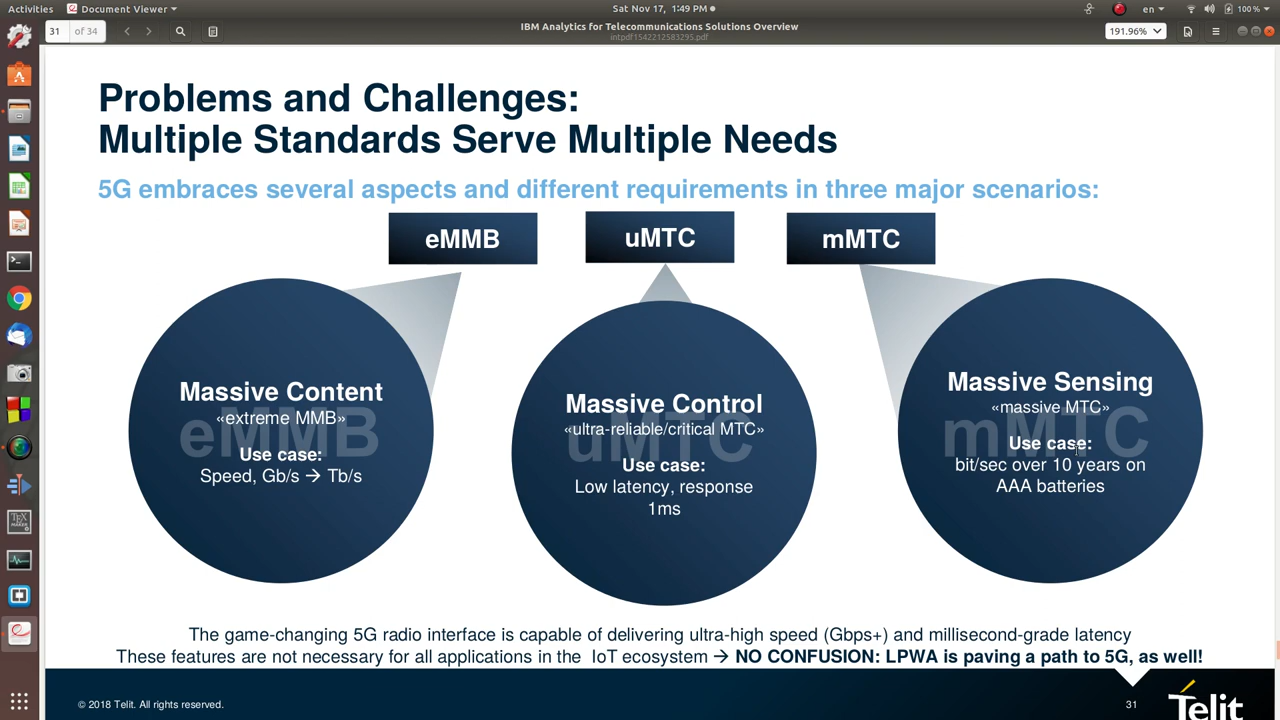 Activities
Document Viewer
Sat Nov 17, 1:49 PM
en
100 %
31 of 34
IBM Analytics for Telecommunications Solutions Overview
intpdf1542212583295.pdf
191.96%
Problems and Challenges:
Multiple Standards Serve Multiple Needs
5G embraces several aspects and different requirements in three major scenarios:
eMMB
uMTC
mMTC
eMMB
Massive Content
«extreme MMB»
Use case:
Speed, Gb/s → Tb/s
uMTC
Massive Control
«ultra-reliable/critical MTC»
Use case:
Low latency, response
1ms
mMTC
Massive Sensing
«massive MTC»
Use case:
bit/sec over 10 years on
AAA batteries
The game-changing 5G radio interface is capable of delivering ultra-high speed (Gbps+) and millisecond-grade latency
These features are not necessary for all applications in the IoT ecosystem → NO CONFUSION: LPWA is paving a path to 5G, as well!
© 2018 Telit. All rights reserved.
31
Telit